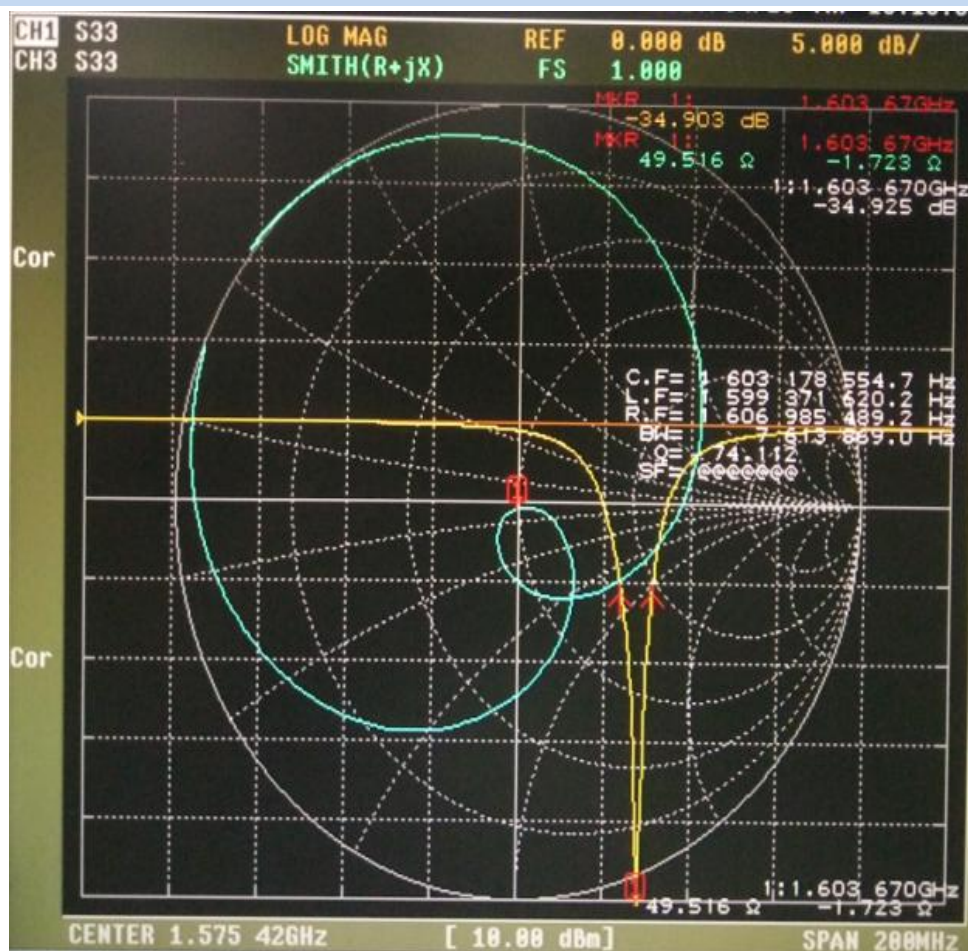 CH1 S33 LOG MAG REF 0.000 dB 5.000 dB/
CH3 S33 SMITH(R+jX) FS 1.000
MKR 1: 1.603 67GHz
-34.903 dB
MKR 1: 1.603 67GHz
49.516 Ω -1.723 Ω
1:1.603 670GHz
-34.925 dB
Cor
C.F= 1 603 178 554.7 Hz
L.F= 1 599 371 620.2 Hz
R.F= 1 606 985 489.2 Hz
BW= 7 613 869.0 Hz
Q= 74.112
SF= @@@@@@@
1
Cor
1
1:1.603 670GHz
49.516 Ω -1.723 Ω
CENTER 1.575 42GHz [ 10.00 dBm] SPAN 200MHz